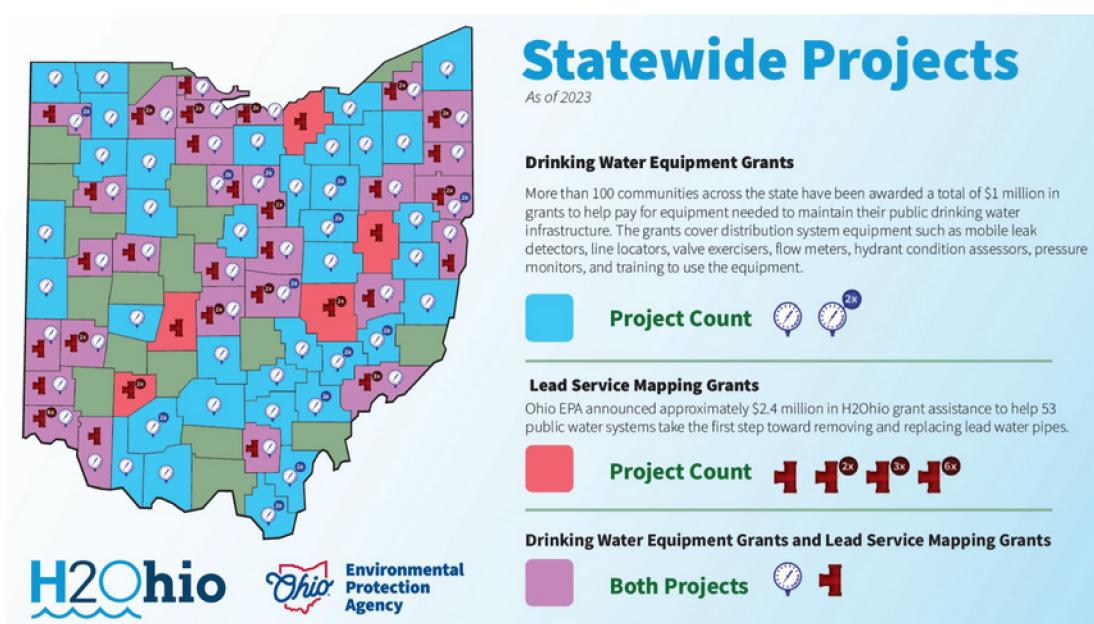 Statewide Projects
As of 2023
Drinking Water Equipment Grants
More than 100 communities across the state have been awarded a total of $1 million in
grants to help pay for equipment needed to maintain their public drinking water
infrastructure. The grants cover distribution system equipment such as mobile leak
detectors, line locators, valve exercisers, flow meters, hydrant condition assessors, pressure
monitors, and training to use the equipment.
Project Count 2x
Lead Service Mapping Grants
Ohio EPA announced approximately $2.4 million in H2Ohio grant assistance to help 53
public water systems take the first step toward removing and replacing lead water pipes.
Project Count 2x 3x 6x
Drinking Water Equipment Grants and Lead Service Mapping Grants
Both Projects
H2Ohio
Ohio
Environmental
Protection
Agency